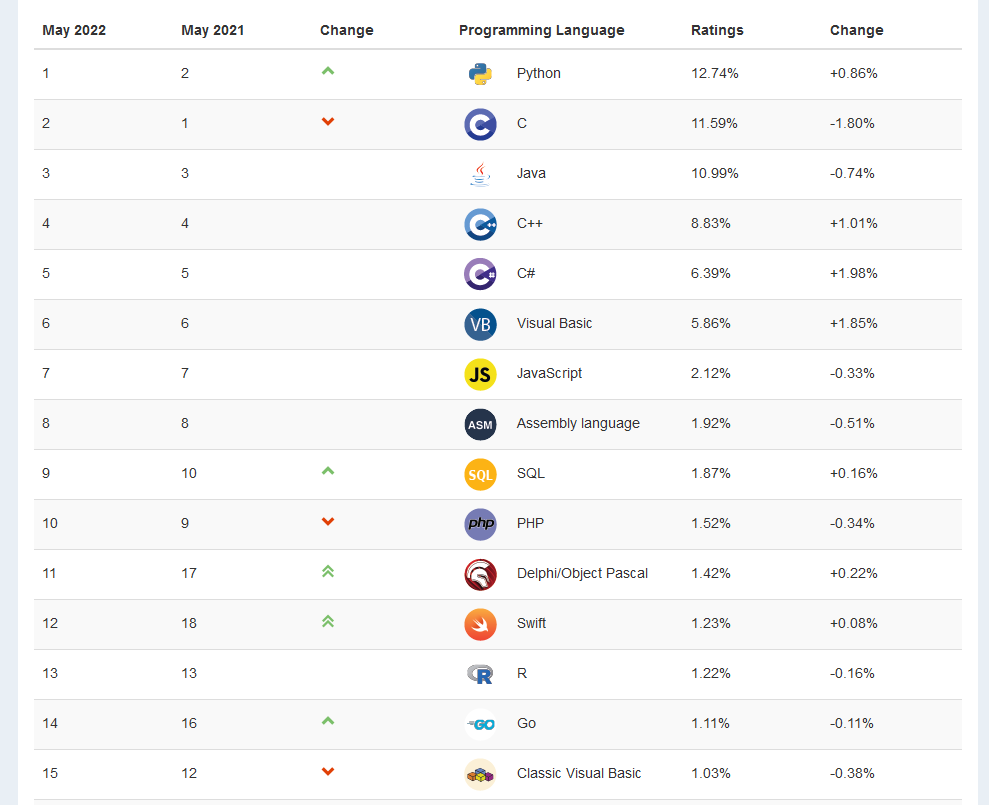 May 2022 May 2021 Change Programming Language Ratings Change
1 2 Python 12.74% +0.86%
2 1 C C 11.59% -1.80%
3 3 Java 10.99% -0.74%
4 4 C++ C++ 8.83% +1.01%
5 5 C# C# 6.39% +1.98%
6 6 VB Visual Basic 5.86% +1.85%
7 7 JS JavaScript 2.12% -0.33%
8 8 ASM Assembly language 1.92% -0.51%
9 10 SQL SQL 1.87% +0.16%
10 9 php PHP 1.52% -0.34%
11 17 Delphi/Object Pascal 1.42% +0.22%
12 18 Swift 1.23% +0.08%
13 13 R R 1.22% -0.16%
14 16 GO Go 1.11% -0.11%
15 12 Classic Visual Basic 1.03% -0.38%